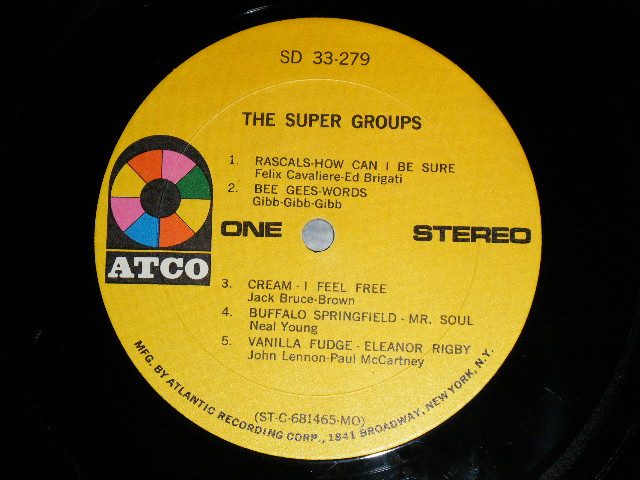 SD 33-279
THE SUPER GROUPS
1. RASCALS-HOW CAN I BE SURE
Felix Cavaliere-Ed Brigati
2. BEE GEES-WORDS
Gibb-Gibb-Gibb
ONE STEREO
ATCO
3. CREAM - I FEEL FREE
Jack Bruce-Brown
4. BUFFALO SPRINGFIELD - MR. SOUL
Neal Young
5. VANILLA FUDGE - ELEANOR RIGBY
John Lennon-Paul McCartney
(ST-C-681465-MO)
MFG. BY ATLANTIC RECORDING CORP., 1841 BROADWAY, NEW YORK, N.Y.